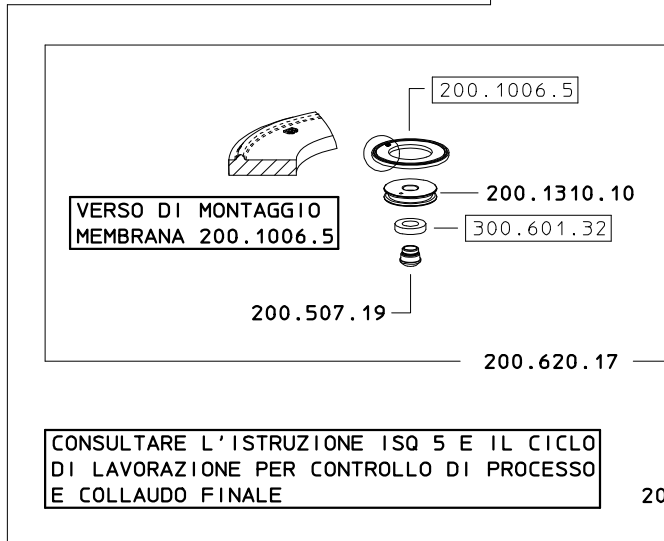 200.1006.5
200.1310.10
VERSO DI MONTAGGIO
MEMBRANA 200.1006.5
300.601.32
200.507.19
200.620.17
CONSULTARE L'ISTRUZIONE ISQ 5 E IL CICLO
DI LAVORAZIONE PER CONTROLLO DI PROCESSO
E COLLAUDO FINALE
20